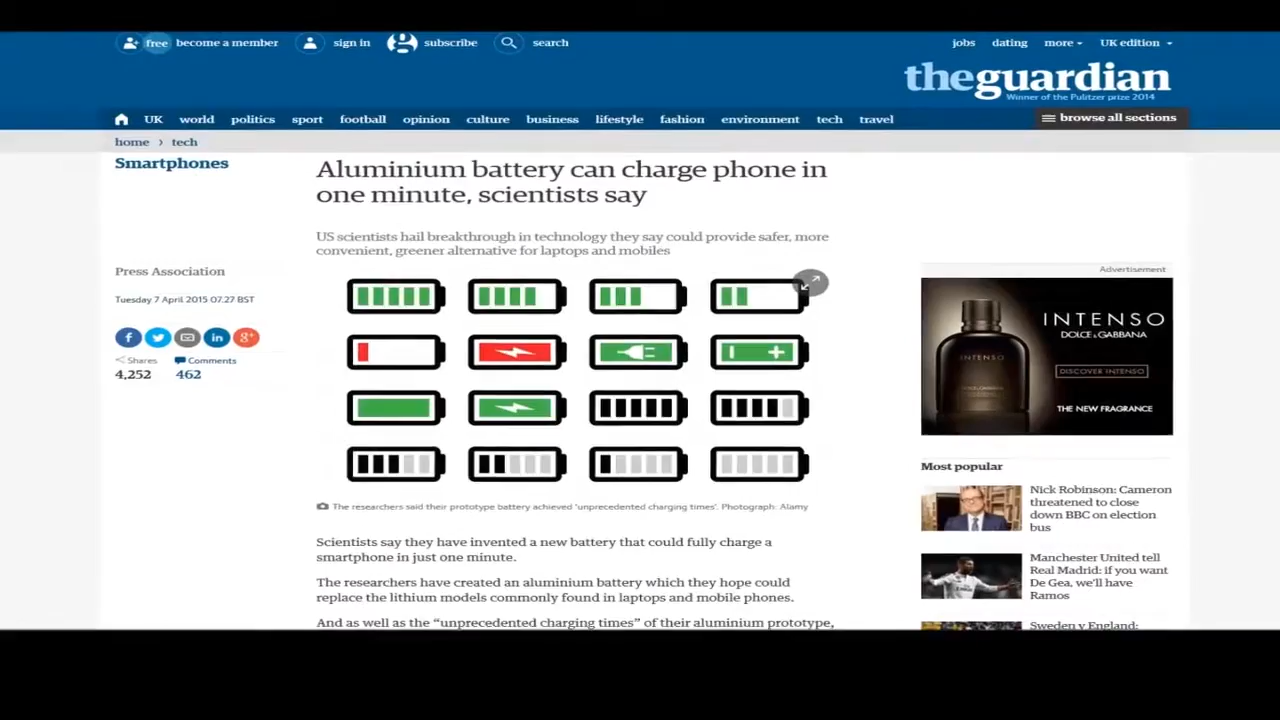 free become a member sign in subscribe search
jobs dating more UK edition
theguardian
Winner of the Pulitzer prize 2014
UK world politics sport football opinion culture business lifestyle fashion environment tech travel
browse all sections
home › tech
Smartphones
Aluminium battery can charge phone in
one minute, scientists say
US scientists hail breakthrough in technology they say could provide safer, more
convenient, greener alternative for laptops and mobiles
Press Association
Tuesday 7 April 2015 07.27 BST
Shares
4,252
Comments
462
The researchers said their prototype battery achieved 'unprecedented charging times'. Photograph: Alamy
Scientists say they have invented a new battery that could fully charge a
smartphone in just one minute.
The researchers have created an aluminium battery which they hope could
replace the lithium models commonly found in laptops and mobile phones.
And as well as the “unprecedented charging times” of their aluminium prototype,
Advertisement
INTENSO
INTENSO
DOLCE & GABBANA
DISCOVER INTENSO
THE NEW FRAGRANCE
Most popular
Nick Robinson: Cameron
threatened to close
down BBC on election
bus
Manchester United tell
Real Madrid: if you want
De Gea, we'll have
Ramos
Sweden v England: